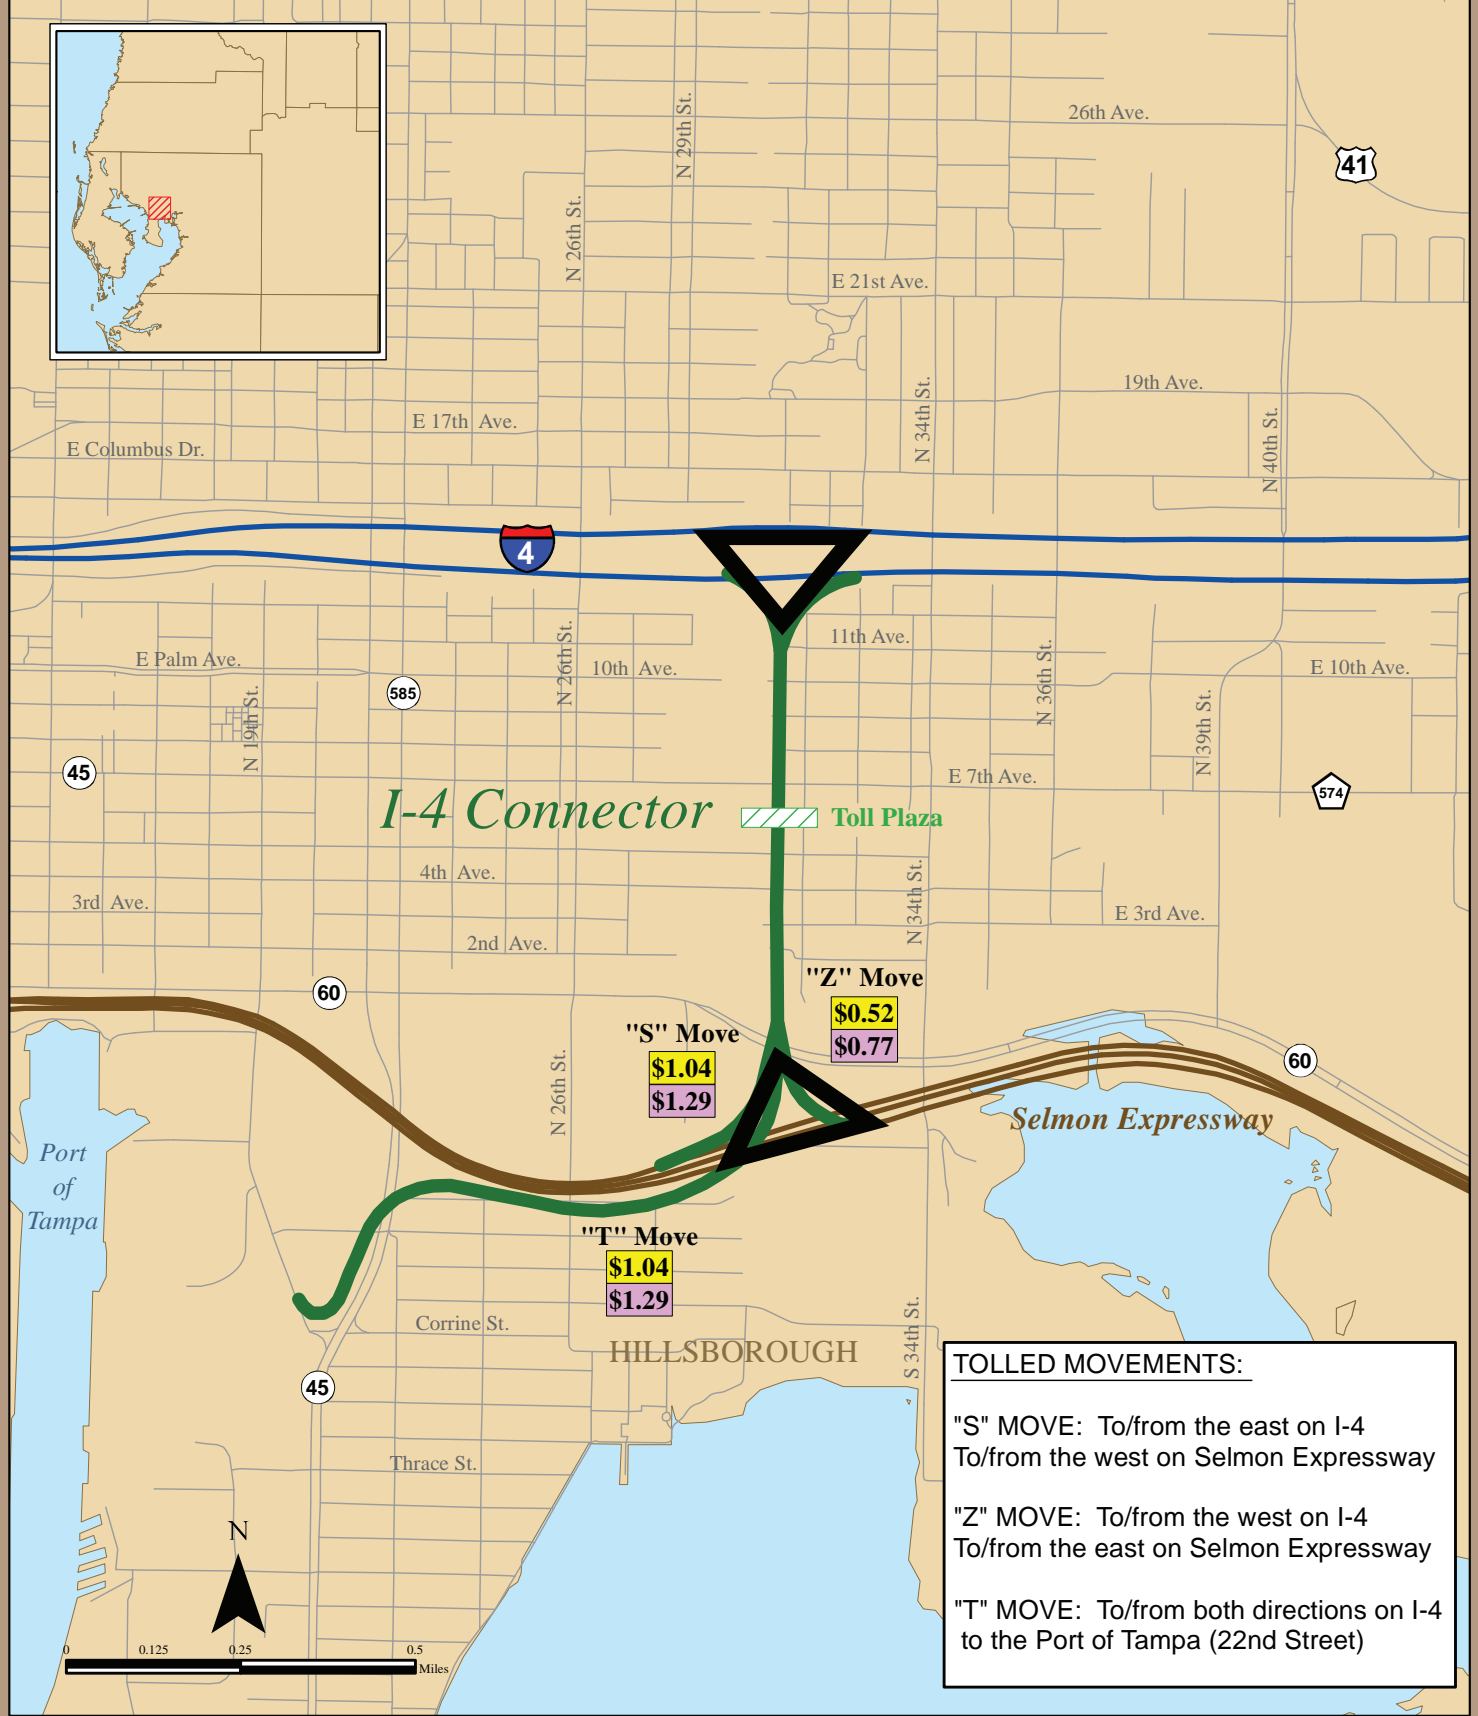 26th Ave.
41
N 29th St.
N 26th St.
E 21st Ave.
19th Ave.
N 34th St.
N 40th St.
E 17th Ave.
E Columbus Dr.
4
11th Ave.
E Palm Ave.
N 26th St.
10th Ave.
E 10th Ave.
585
N 36th St.
N 19th St.
N 39th St.
45
E 7th Ave.
574
I-4 Connector
Toll Plaza
4th Ave.
3rd Ave.
N 34th St.
E 3rd Ave.
2nd Ave.
60
"Z" Move
$0.52
$0.77
"S" Move
$1.04
$1.29
60
N 26th St.
Selmon Expressway
Port
of
Tampa
"T" Move
$1.04
$1.29
Corrine St.
HILLSBOROUGH
S 34th St.
45
Thrace St.
TOLLED MOVEMENTS:
"S" MOVE: To/from the east on I-4
To/from the west on Selmon Expressway
"Z" MOVE: To/from the west on I-4
To/from the east on Selmon Expressway
"T" MOVE: To/from both directions on I-4
to the Port of Tampa (22nd Street)
N
0 0.125 0.25 0.5
Miles